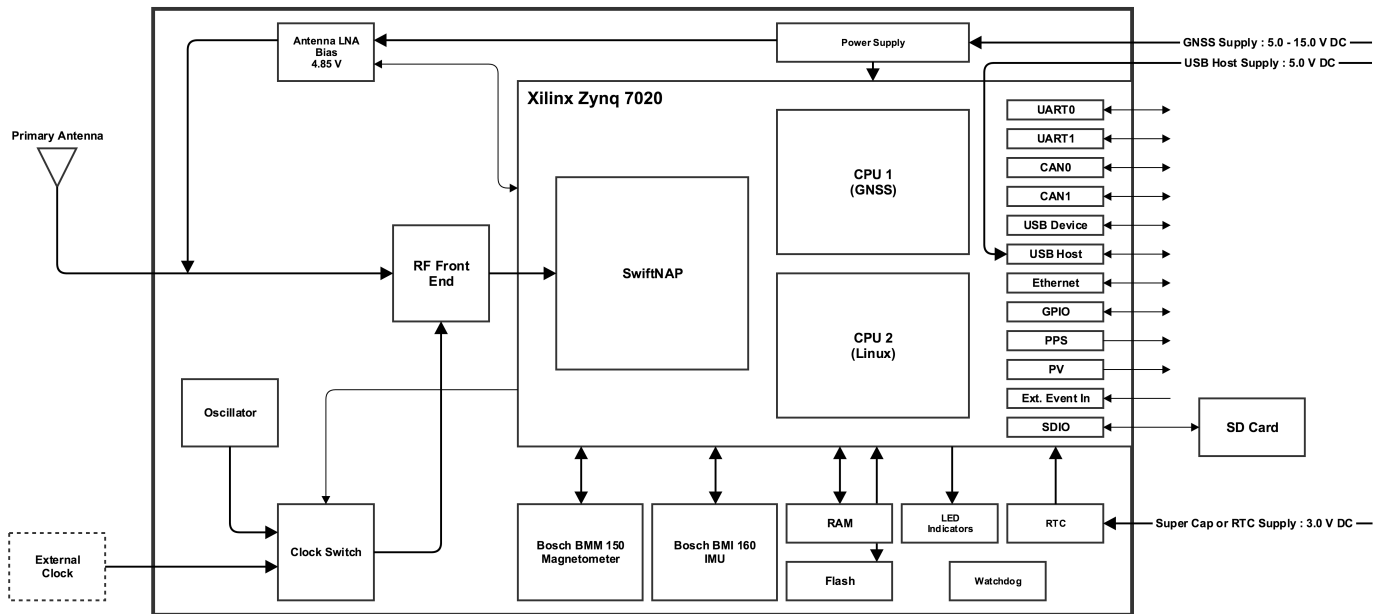 Antenna LNA
Bias
4.85 V
Power Supply
GNSS Supply : 5.0 - 15.0 V DC
USB Host Supply : 5.0 V DC
Xilinx Zynq 7020
Primary Antenna
UART0
UART1
CAN0
CAN1
USB Device
USB Host
Ethernet
GPIO
PPS
PV
Ext. Event In
SDIO
CPU 1
(GNSS)
SwiftNAP
RF Front
End
CPU 2
(Linux)
Oscillator
SD Card
External
Clock
Clock Switch
Bosch BMM 150
Magnetometer
Bosch BMI 160
IMU
RAM
Flash
LED
Indicators
RTC
Super Cap or RTC Supply : 3.0 V DC
Watchdog